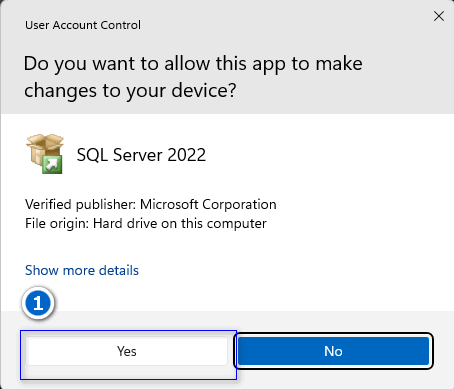 User Account Control
Do you want to allow this app to make
changes to your device?
SQL Server 2022
Verified publisher: Microsoft Corporation
File origin: Hard drive on this computer
Show more details
1
Yes
No